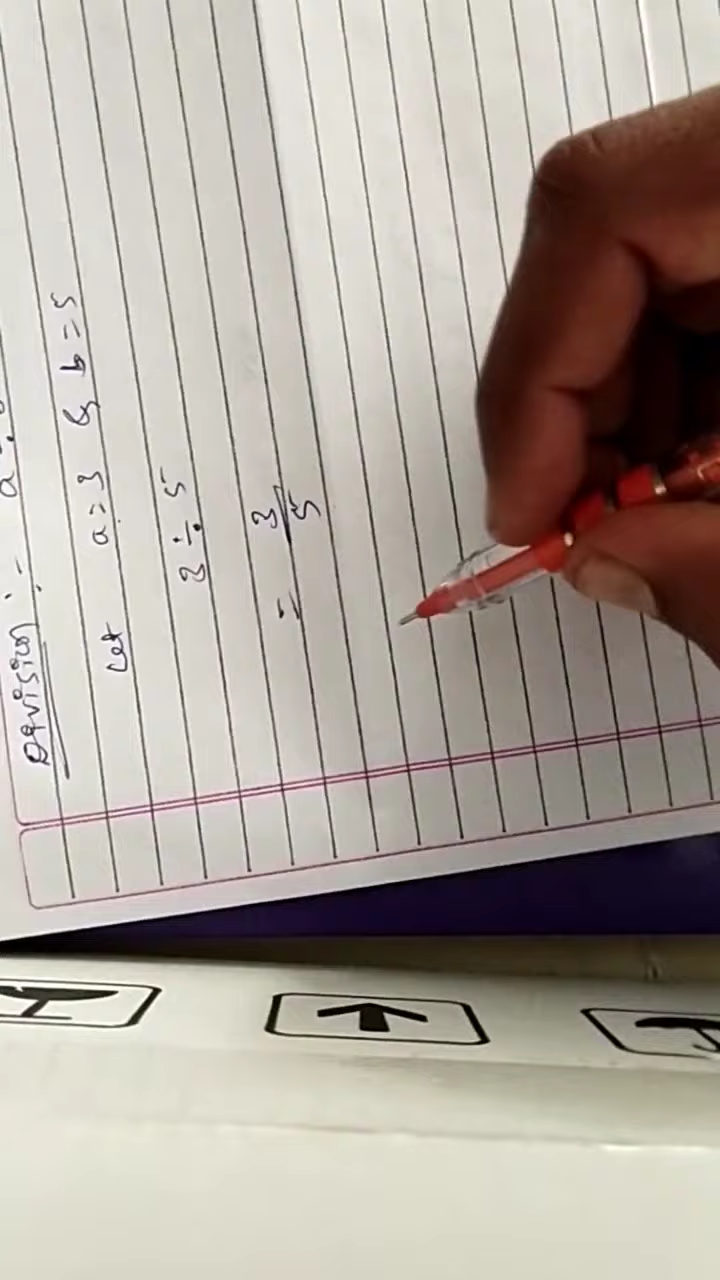 Division :- a ÷
Let a=3 & b=5
3 ÷ 5
= 3/5